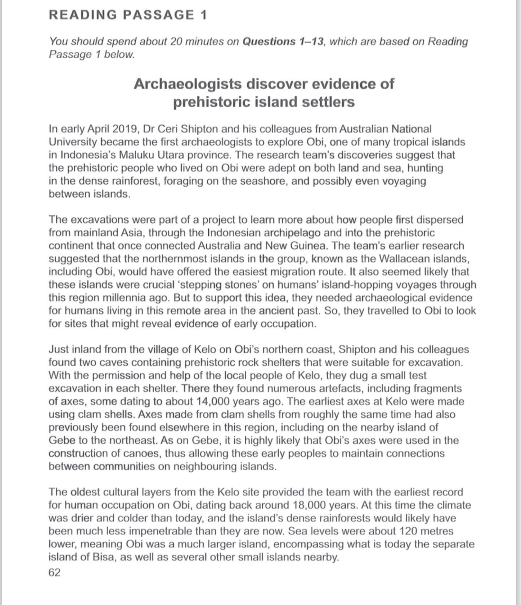 READING PASSAGE 1
You should spend about 20 minutes on Questions 1–13, which are based on Reading
Passage 1 below.
Archaeologists discover evidence of
prehistoric island settlers
In early April 2019, Dr Ceri Shipton and his colleagues from Australian National
University became the first archaeologists to explore Obi, one of many tropical islands
in Indonesia's Maluku Utara province. The research team's discoveries suggest that
the prehistoric people who lived on Obi were adept on both land and sea, hunting
in the dense rainforest, foraging on the seashore, and possibly even voyaging
between islands.
The excavations were part of a project to learn more about how people first dispersed
from mainland Asia, through the Indonesian archipelago and into the prehistoric
continent that once connected Australia and New Guinea. The team's earlier research
suggested that the northernmost islands in the group, known as the Wallacean islands,
including Obi, would have offered the easiest migration route. It also seemed likely that
these islands were crucial 'stepping stones' on humans' island-hopping voyages through
this region millennia ago. But to support this idea, they needed archaeological evidence
for humans living in this remote area in the ancient past. So, they travelled to Obi to look
for sites that might reveal evidence of early occupation.
Just inland from the village of Kelo on Obi's northern coast, Shipton and his colleagues
found two caves containing prehistoric rock shelters that were suitable for excavation.
With the permission and help of the local people of Kelo, they dug a small test
excavation in each shelter. There they found numerous artefacts, including fragments
of axes, some dating to about 14,000 years ago. The earliest axes at Kelo were made
using clam shells. Axes made from clam shells from roughly the same time had also
previously been found elsewhere in this region, including on the nearby island of
Gebe to the northeast. As on Gebe, it is highly likely that Obi's axes were used in the
construction of canoes, thus allowing these early peoples to maintain connections
between communities on neighbouring islands.
The oldest cultural layers from the Kelo site provided the team with the earliest record
for human occupation on Obi, dating back around 18,000 years. At this time the climate
was drier and colder than today, and the island's dense rainforests would likely have
been much less impenetrable than they are now. Sea levels were about 120 metres
lower, meaning Obi was a much larger island, encompassing what is today the separate
island of Bisa, as well as several other small islands nearby.
62